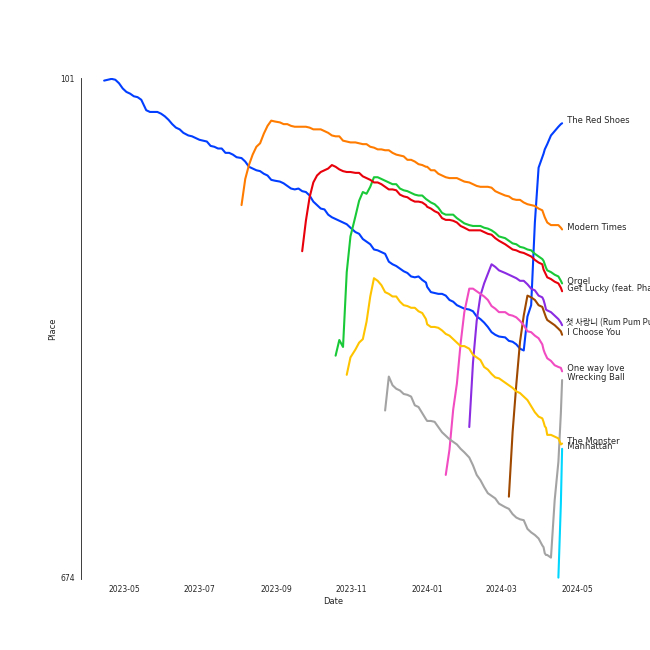 101
The Red Shoes
Modern Times
Orgel
Get Lucky (feat. Pha
첫 사랑니 (Rum Pum Pu
I Choose You
Place
One way love
Wrecking Ball
The Monster
Manhattan
674
2023-05 2023-07 2023-09 2023-11 2024-01 2024-03 2024-05
Date